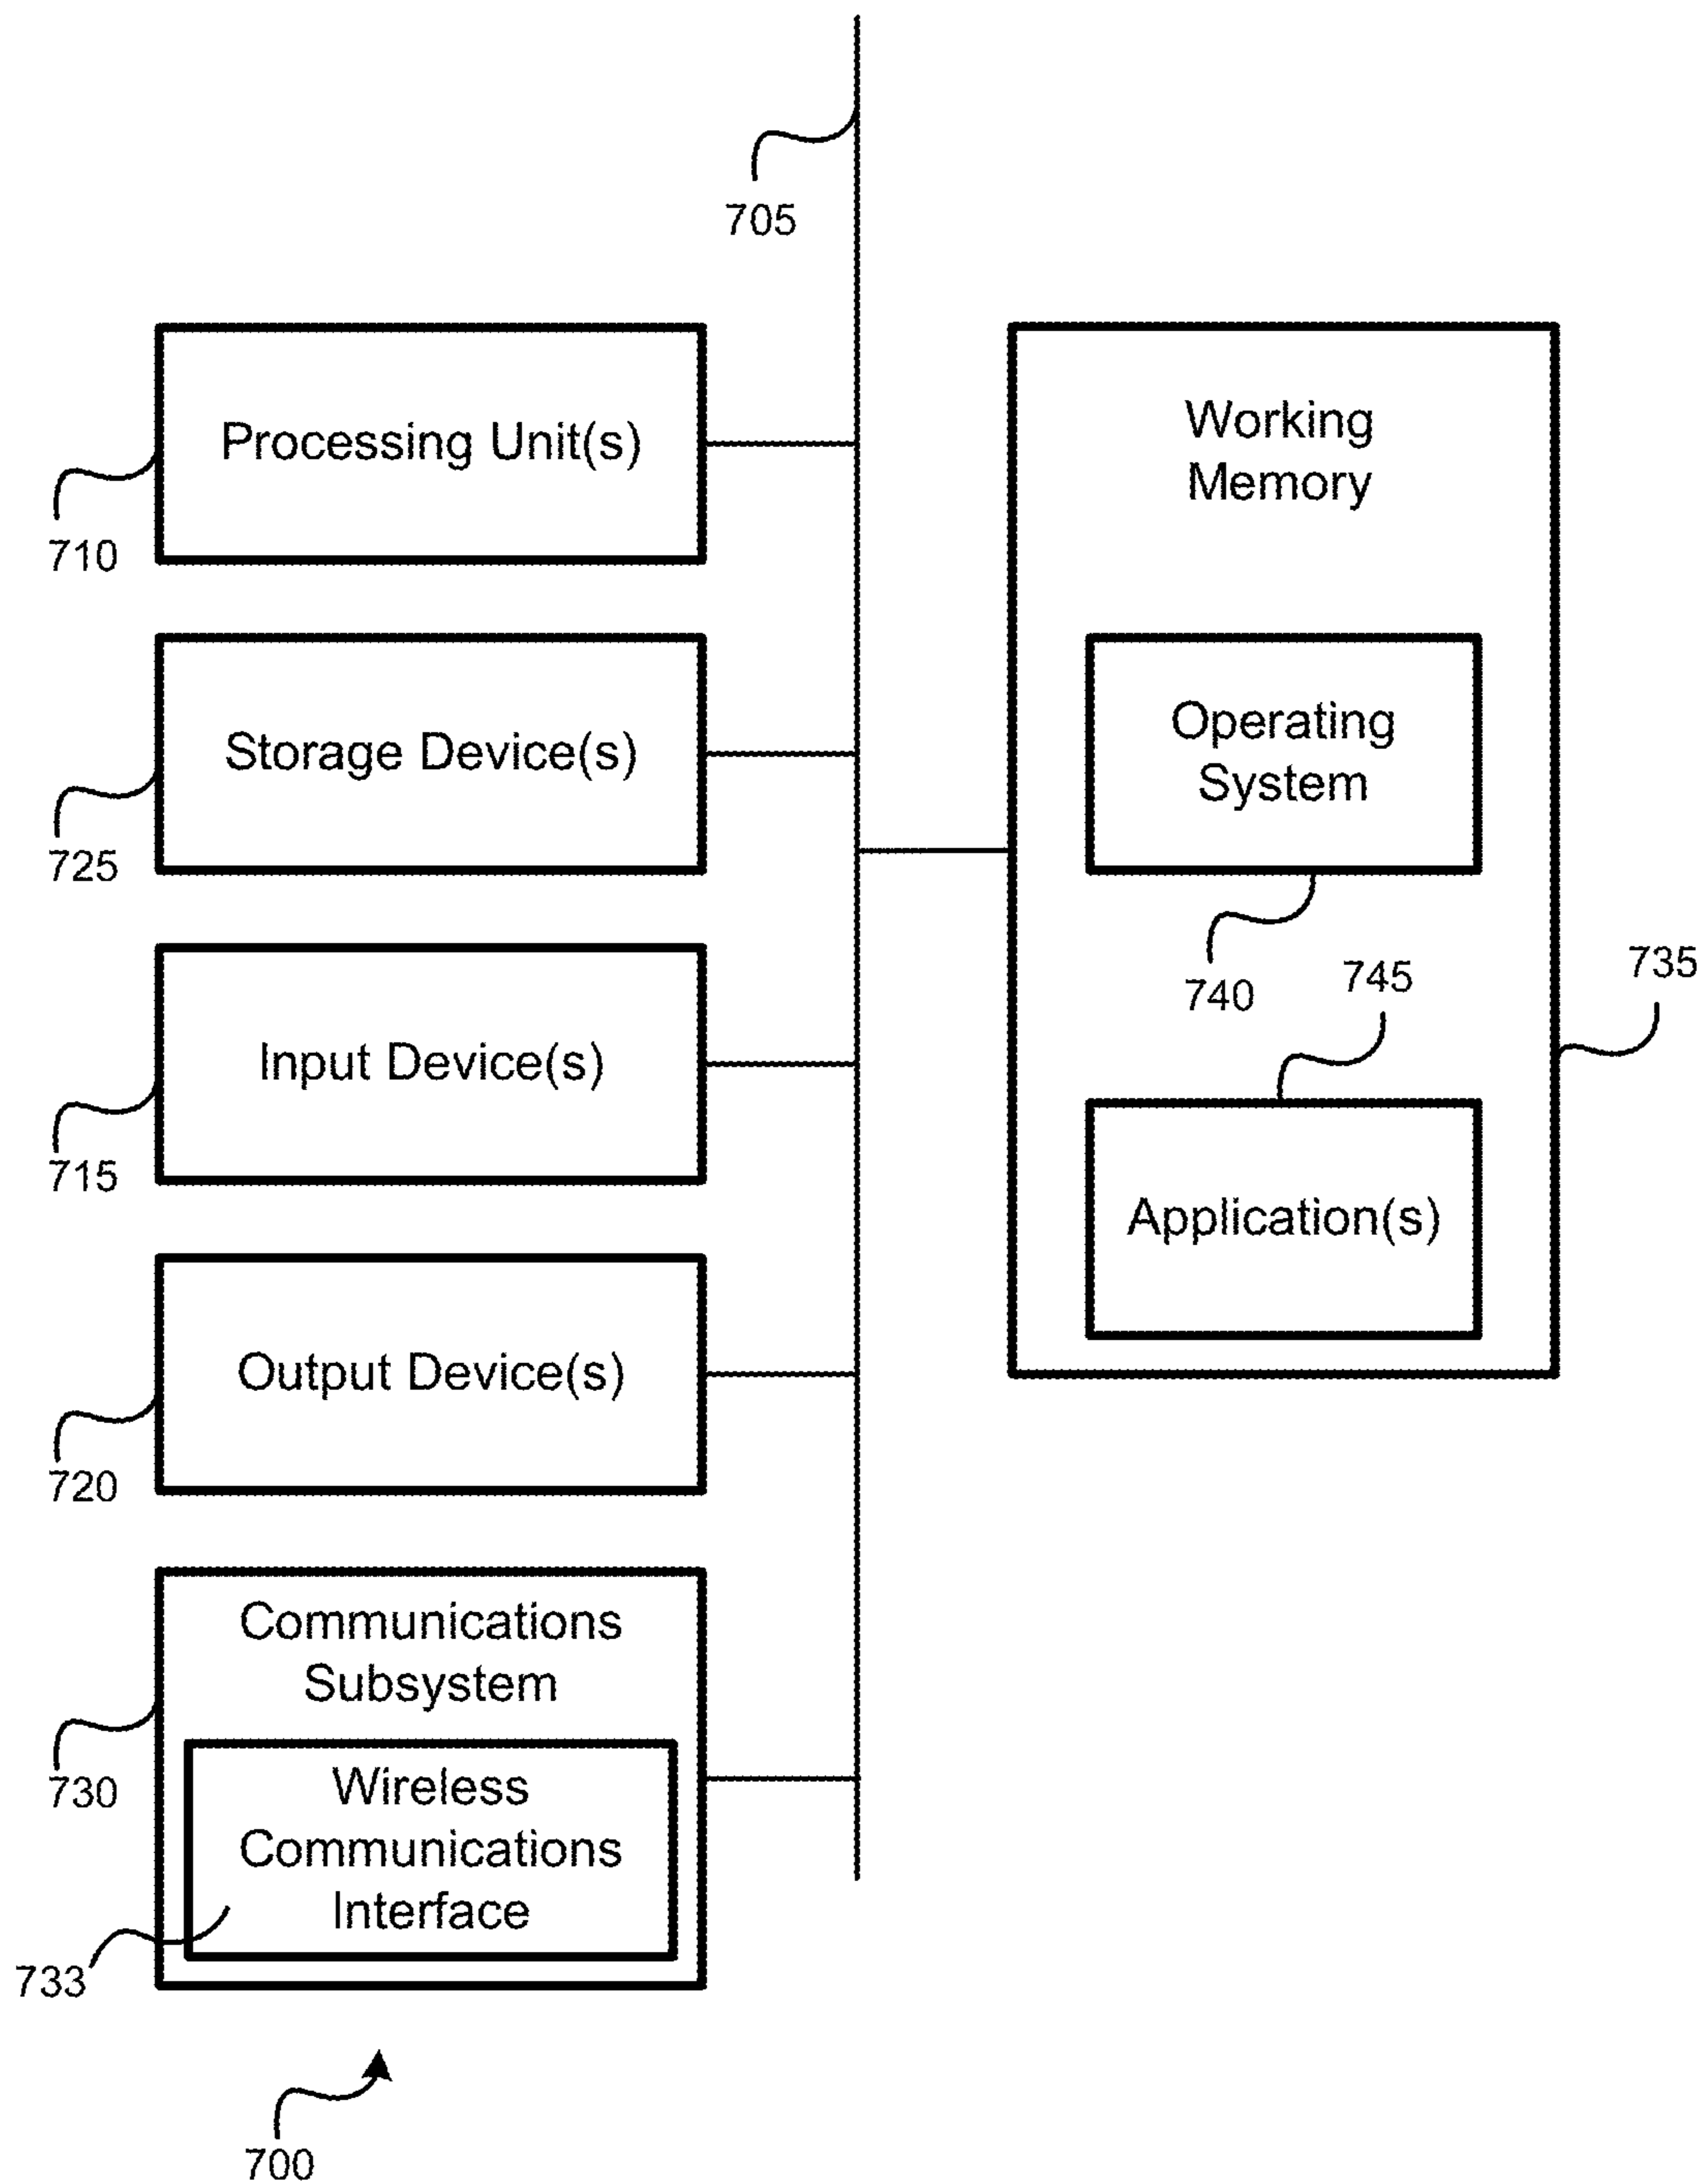 705
Processing Unit(s)
710
Storage Device(s)
725
Input Device(s)
715
Output Device(s)
720
Communications
Subsystem
730
Wireless
Communications
Interface
733
Working
Memory
Operating
System
740
745
735
Application(s)
700